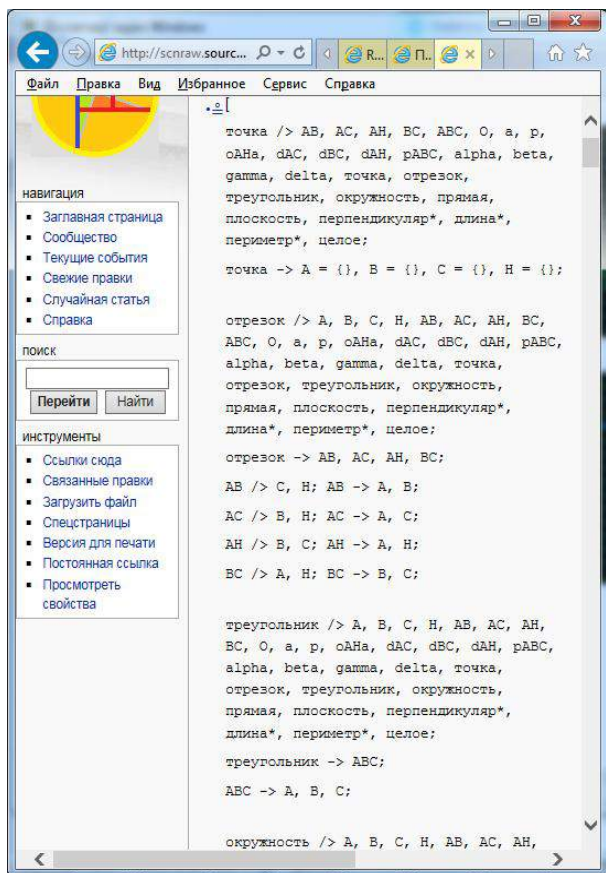 http://scnraw.sourc...
R...
П...
Файл Правка Вид Избранное Сервис Справка
навигация
Заглавная страница
Сообщество
Текущие события
Свежие правки
Случайная статья
Справка
поиск
Перейти Найти
инструменты
Ссылки сюда
Связанные правки
Загрузить файл
Спецстраницы
Версия для печати
Постоянная ссылка
Просмотреть
свойства
[
точка /> AB, AC, AH, BC, ABC, O, a, p,
oAHa, dAC, dBC, dAH, pABC, alpha, beta,
gamma, delta, точка, отрезок,
треугольник, окружность, прямая,
плоскость, перпендикуляр*, длина*,
периметр*, целое;
точка -> A = {}, B = {}, C = {}, H = {};
отрезок /> A, B, C, H, AB, AC, AH, BC,
ABC, O, a, p, oAHa, dAC, dBC, dAH, pABC,
alpha, beta, gamma, delta, точка,
отрезок, треугольник, окружность,
прямая, плоскость, перпендикуляр*,
длина*, периметр*, целое;
отрезок -> AB, AC, AH, BC;
AB /> C, H; AB -> A, B;
AC /> B, H; AC -> A, C;
AH /> B, C; AH -> A, H;
BC /> A, H; BC -> B, C;
треугольник /> A, B, C, H, AB, AC, AH,
BC, O, a, p, oAHa, dAC, dBC, dAH, pABC,
alpha, beta, gamma, delta, точка,
отрезок, треугольник, окружность,
прямая, плоскость, перпендикуляр*,
длина*, периметр*, целое;
треугольник -> ABC;
ABC -> A, B, C;
окружность /> A, B, C, H, AB, AC, AH,